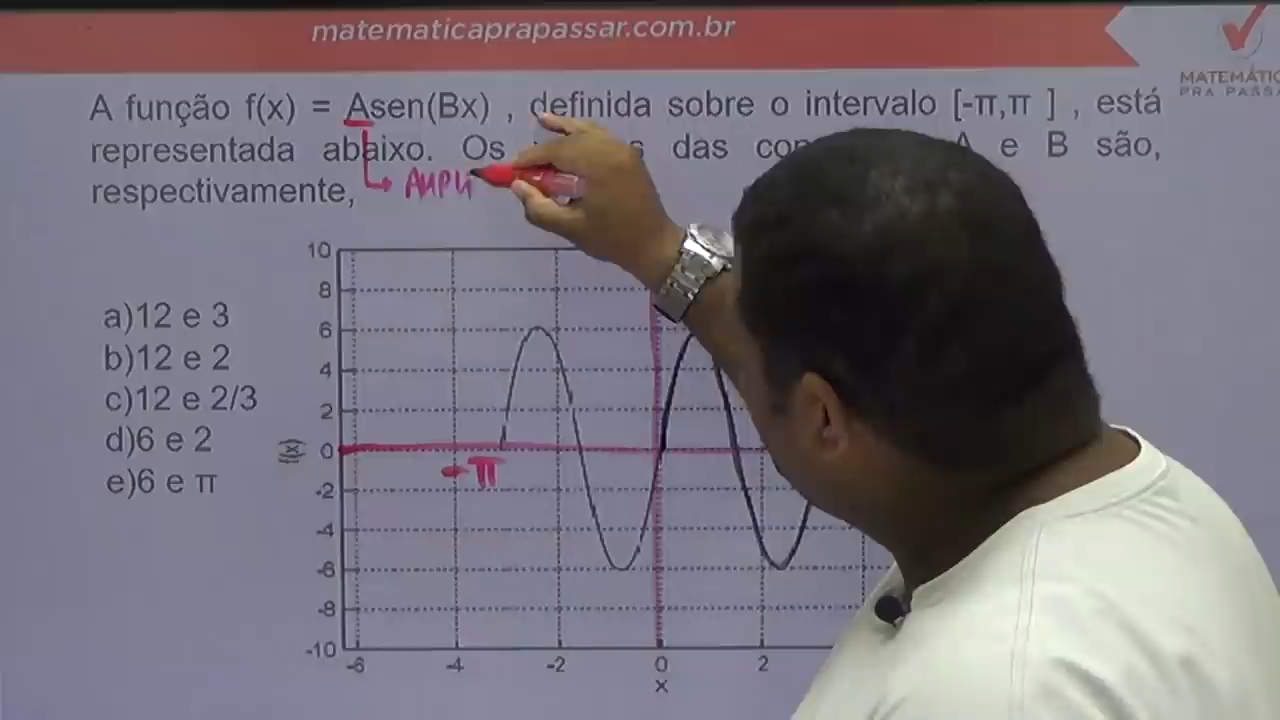 matematicaprapassar.com.br
MATEMÁTIC
PRA PASSA
A função f(x) = Asen(Bx) , definida sobre o intervalo [-π,π ] , está
representada abaixo. Os das A e B são,
respectivamente,
AMPLI
10
8
a)12 e 3
6
b)12 e 2
4
c)12 e 2/3
2
d)6 e 2
f(x)
0
-π
e)6 e π
-2
-4
-6
-8
-10
-6 -4 -2 0 2
x